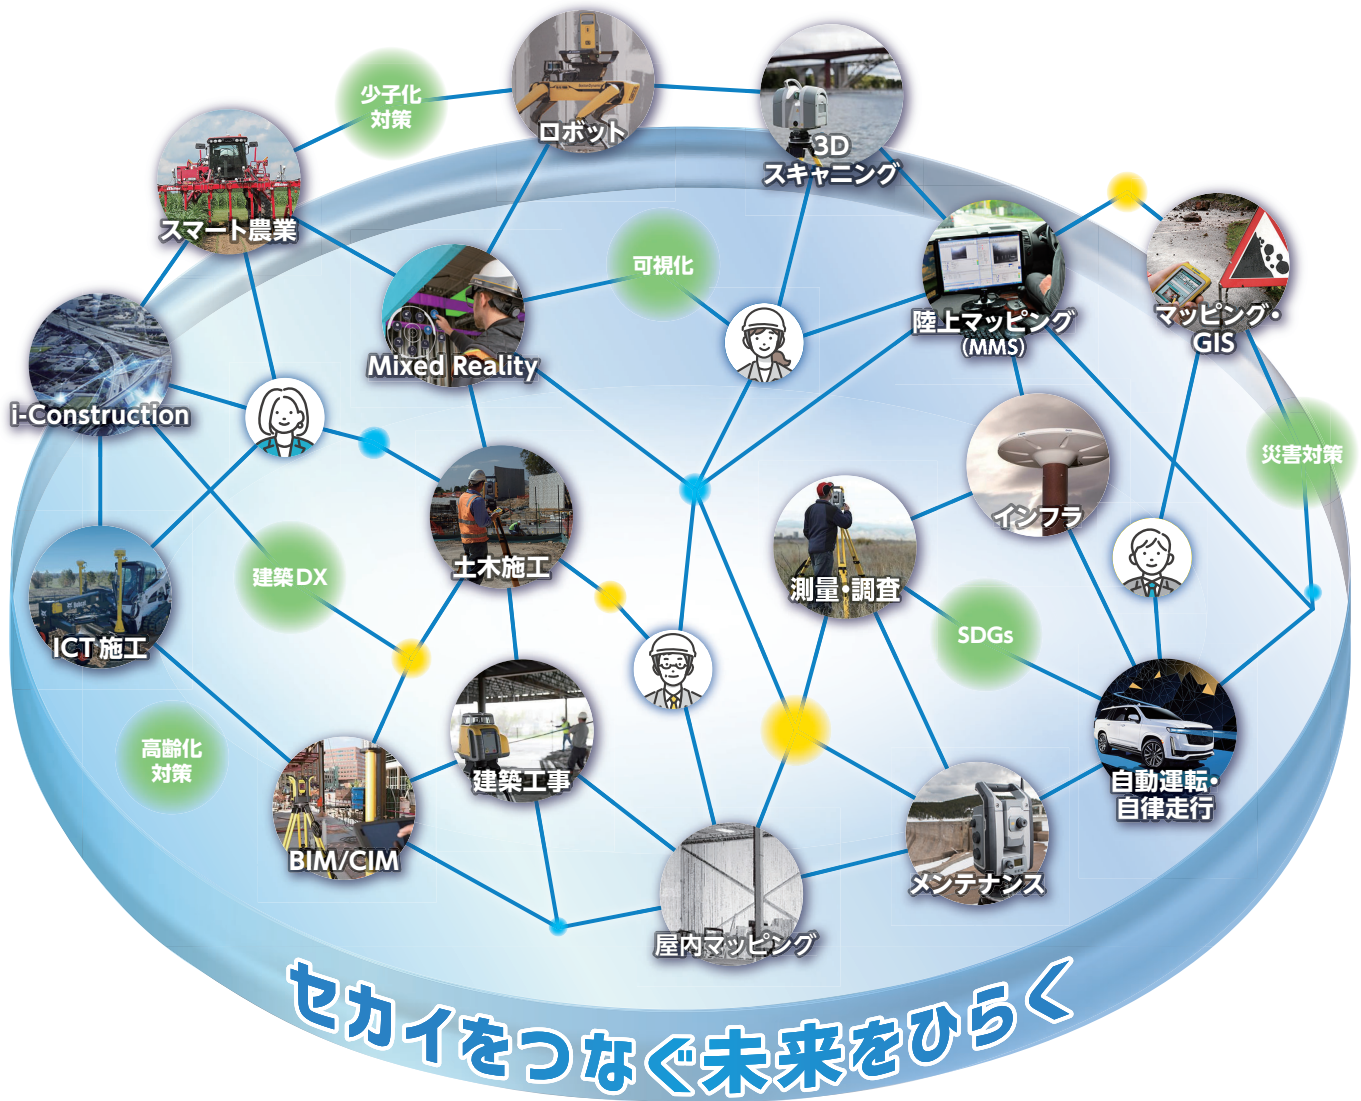 少子化
対策
ロボット
3D
スキャニング
スマート農業
可視化
Mixed Reality
陸上マッピング
(MMS)
マッピング・
GIS
i-Construction
災害対策
インフラ
土木施工
測量・調査
建築DX
ICT施工
SDGs
高齢化
対策
建築工事
自動運転・
自律走行
BIM/CIM
メンテナンス
屋内マッピング
セカイをつなぐ未来をひらく